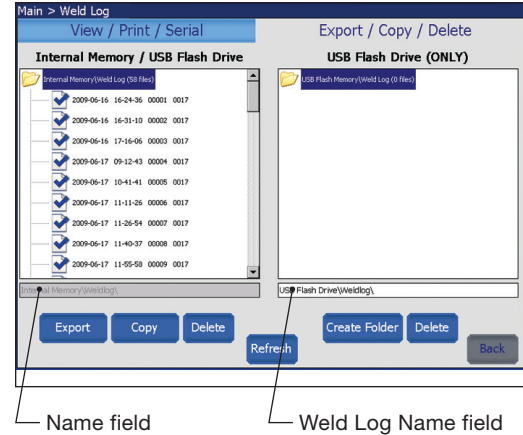 Main > Weld Log
View / Print / Serial
Export / Copy / Delete
Internal Memory / USB Flash Drive
USB Flash Drive (ONLY)
Internal Memory\Weld Log (58 files)
2009-06-16 16-24-36 00001 0017
2009-06-16 16-31-10 00002 0017
2009-06-16 17-16-06 00003 0017
2009-06-17 09-12-43 00004 0017
2009-06-17 10-41-41 00005 0017
2009-06-17 11-11-26 00006 0017
2009-06-17 11-26-54 00007 0017
2009-06-17 11-40-37 00008 0017
2009-06-17 11-55-58 00009 0017
USB Flash Memory\Weld Log (0 files)
Internal Memory\Weldlog\
USB Flash Drive\Weldlog\
Export
Copy
Delete
Create Folder
Delete
Refresh
Back
Name field
Weld Log Name field